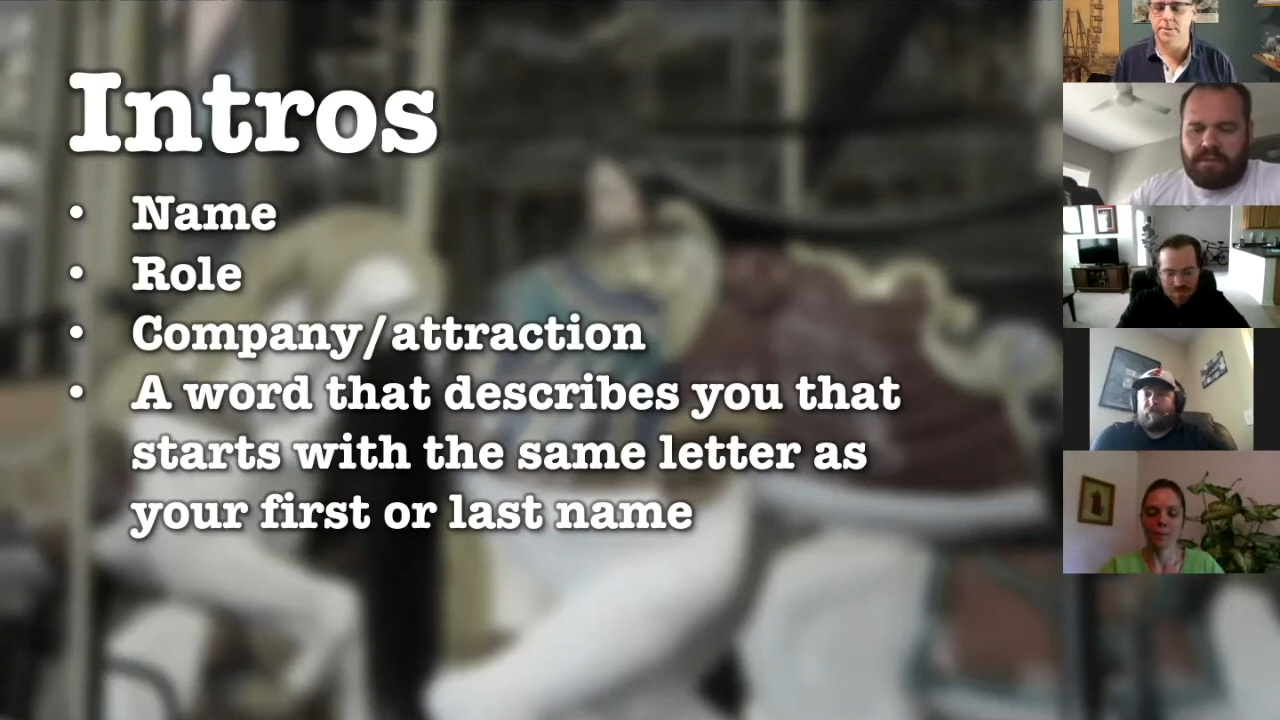 Intros
• Name
• Role
• Company/attraction
• A word that describes you that
starts with the same letter as
your first or last name